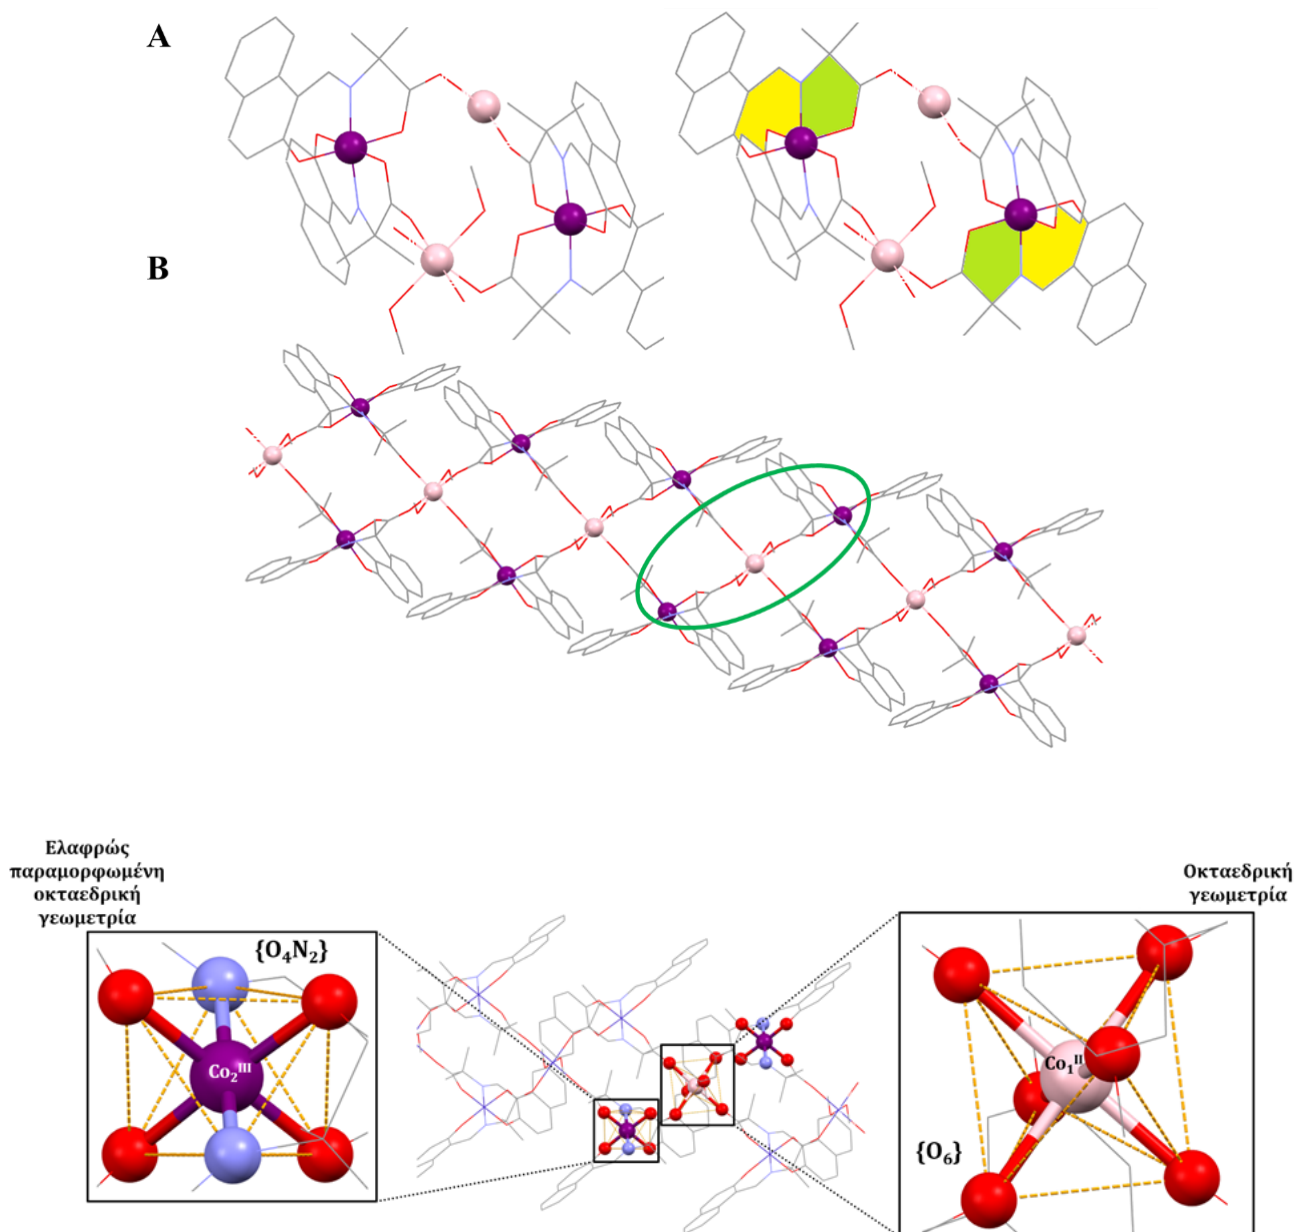 A
B
Ελαφρώς
παραμορφωμένη
οκταεδρική
γεωμετρία
{O₄N₂}
Co₂ᴵᴵᴵ
Οκταεδρική
γεωμετρία
Co₁ᴵᴵ
{O₆}